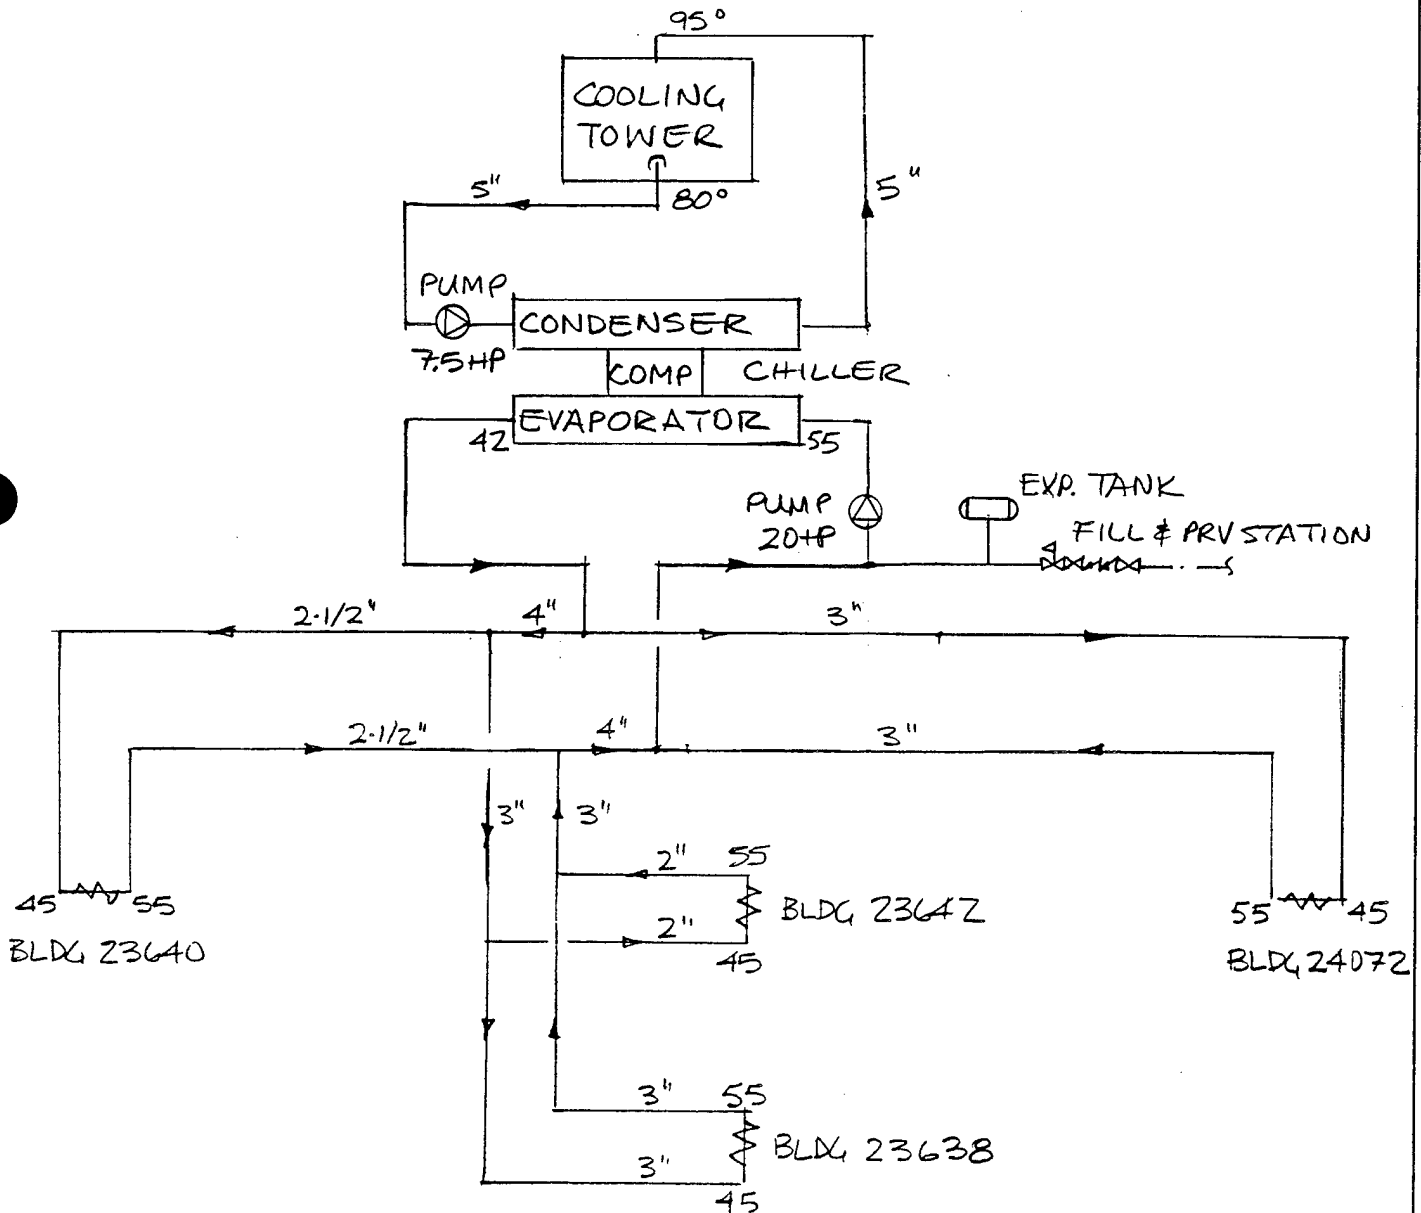 95°
COOLING
TOWER
5"
80°
5"
PUMP
CONDENSER
7.5 HP
COMP
CHILLER
EVAPORATOR
42
55
EXP. TANK
PUMP
20HP
FILL & PRV STATION
2-1/2"
4"
3"
2-1/2"
4"
3"
3"
3"
2"
55
45
55
BLDG 23642
55
45
2"
BLDG 23640
45
BLDG 24072
3"
55
BLDG 23638
3"
45